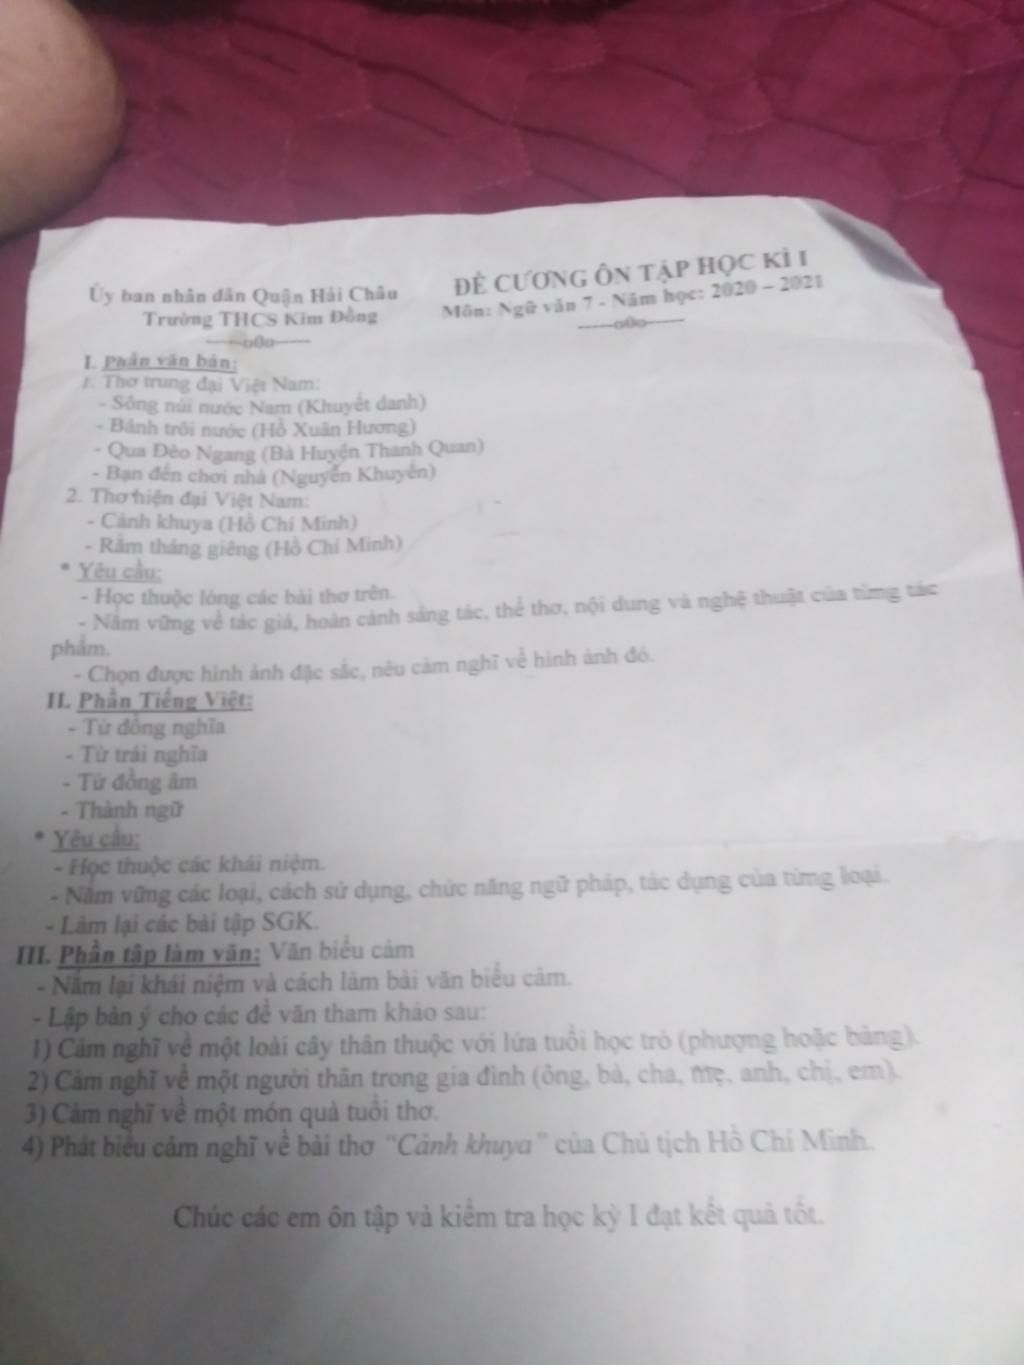 Ủy ban nhân dân Quận Hải Châu
Trường THCS Kim Đồng
-----o0o-----
ĐỀ CƯƠNG ÔN TẬP HỌC KÌ I
Môn: Ngữ văn 7 - Năm học: 2020 – 2021
-----o0o-----
I. Phần văn bản:
1. Thơ trung đại Việt Nam:
- Sông núi nước Nam (Khuyết danh)
- Bánh trôi nước (Hồ Xuân Hương)
- Qua Đèo Ngang (Bà Huyện Thanh Quan)
- Bạn đến chơi nhà (Nguyễn Khuyến)
2. Thơ hiện đại Việt Nam:
- Cảnh khuya (Hồ Chí Minh)
- Rằm tháng giêng (Hồ Chí Minh)
* Yêu cầu:
- Học thuộc lòng các bài thơ trên.
- Nắm vững về tác giả, hoàn cảnh sáng tác, thể thơ, nội dung và nghệ thuật của từng tác
phẩm.
- Chọn được hình ảnh đặc sắc, nêu cảm nghĩ về hình ảnh đó.
II. Phần Tiếng Việt:
- Từ đồng nghĩa
- Từ trái nghĩa
- Từ đồng âm
- Thành ngữ
* Yêu cầu:
- Học thuộc các khái niệm.
- Nắm vững các loại, cách sử dụng, chức năng ngữ pháp, tác dụng của từng loại.
- Làm lại các bài tập SGK.
III. Phần tập làm văn: Văn biểu cảm
- Nắm lại khái niệm và cách làm bài văn biểu cảm.
- Lập bản ý cho các đề văn tham khảo sau:
1) Cảm nghĩ về một loài cây thân thuộc với lứa tuổi học trò (phượng hoặc bàng).
2) Cảm nghĩ về một người thân trong gia đình (ông, bà, cha, mẹ, anh, chị, em).
3) Cảm nghĩ về một món quà tuổi thơ.
4) Phát biểu cảm nghĩ về bài thơ "Cảnh khuya" của Chủ tịch Hồ Chí Minh.
Chúc các em ôn tập và kiểm tra học kỳ I đạt kết quả tốt.